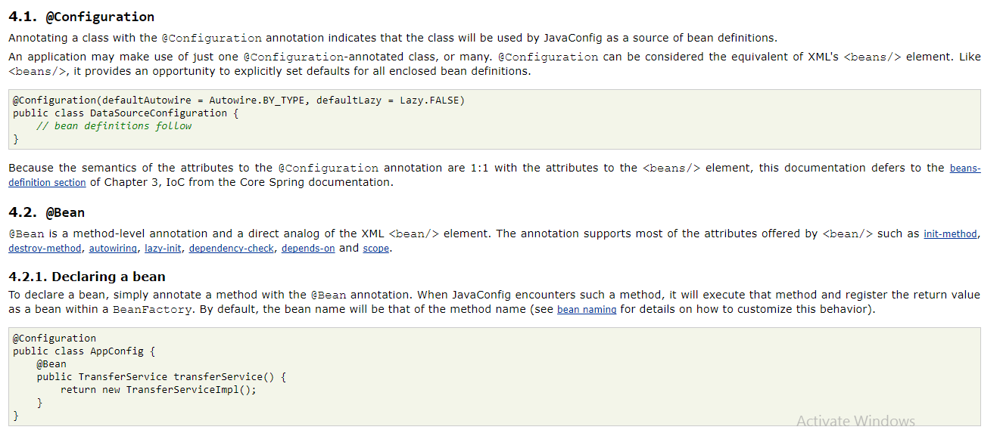 4.1. @Configuration
Annotating a class with the @Configuration annotation indicates that the class will be used by JavaConfig as a source of bean definitions.
An application may make use of just one @Configuration-annotated class, or many. @Configuration can be considered the equivalent of XML's <beans/> element. Like
<beans/>, it provides an opportunity to explicitly set defaults for all enclosed bean definitions.
@Configuration(defaultAutowire = Autowire.BY_TYPE, defaultLazy = Lazy.FALSE)
public class DataSourceConfiguration {
    // bean definitions follow
}
Because the semantics of the attributes to the @Configuration annotation are 1:1 with the attributes to the <beans/> element, this documentation defers to the beans-
definition section of Chapter 3, IoC from the Core Spring documentation.
4.2. @Bean
@Bean is a method-level annotation and a direct analog of the XML <bean/> element. The annotation supports most of the attributes offered by <bean/> such as init-method,
destroy-method, autowiring, lazy-init, dependency-check, depends-on and scope.
4.2.1. Declaring a bean
To declare a bean, simply annotate a method with the @Bean annotation. When JavaConfig encounters such a method, it will execute that method and register the return value
as a bean within a BeanFactory. By default, the bean name will be that of the method name (see bean naming for details on how to customize this behavior).
@Configuration
public class AppConfig {
    @Bean
    public TransferService transferService() {
        return new TransferServiceImpl();
    }
}
Activate Windows